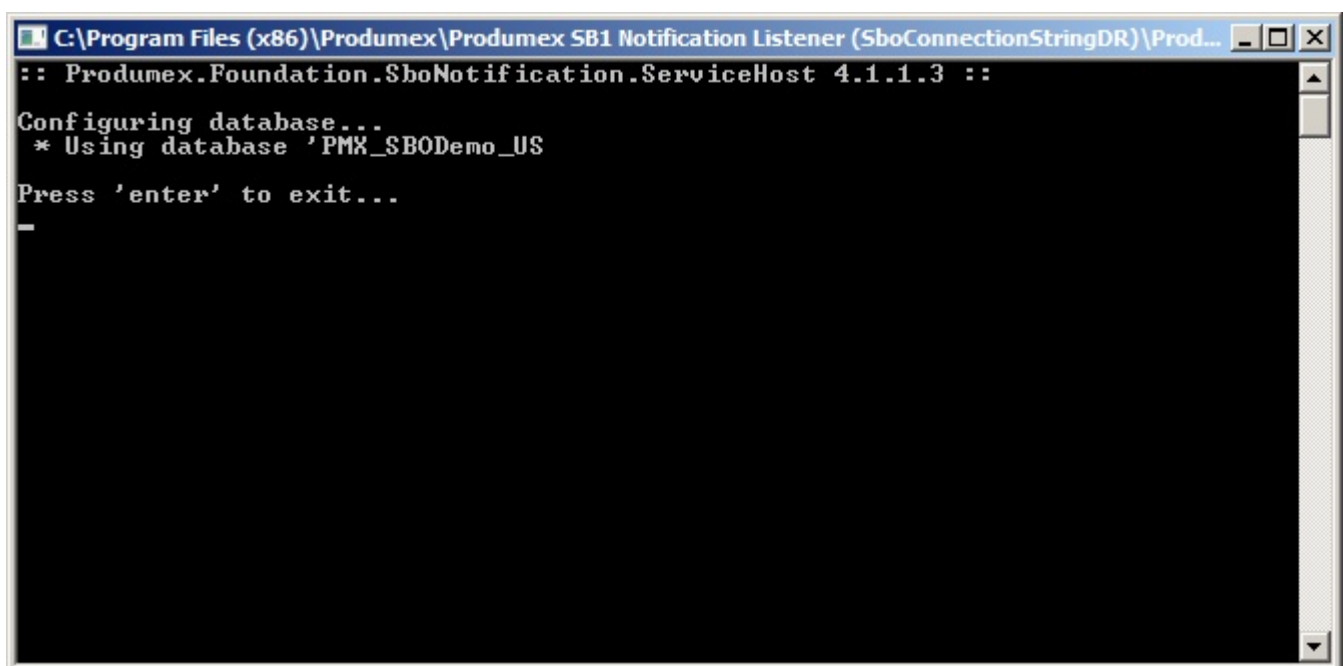 C:\Program Files (x86)\Produmex\Produmex SB1 Notification Listener (SboConnectionStringDR)\Prod...
:: Produmex.Foundation.SboNotification.ServiceHost 4.1.1.3 ::
Configuring database...
* Using database 'PMX_SBODemo_US
Press 'enter' to exit...